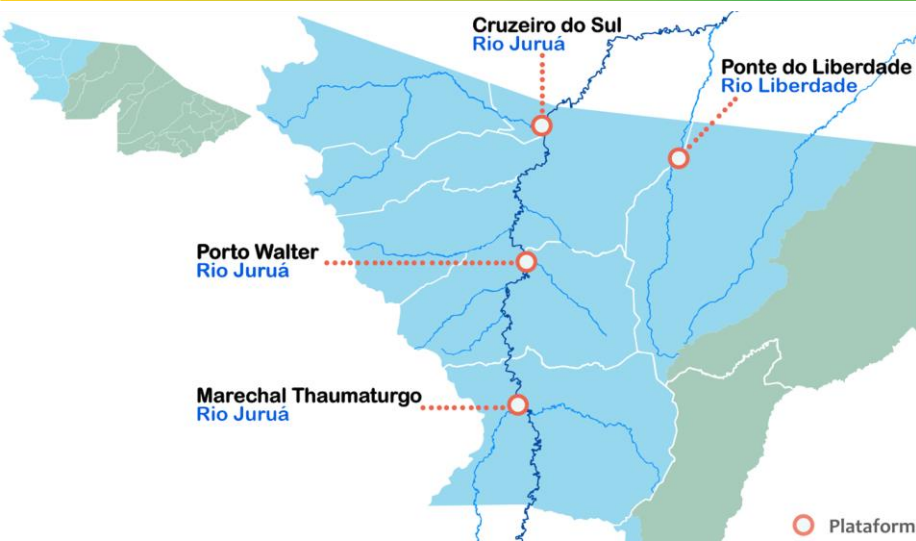 Cruzeiro do Sul
Rio Juruá
Ponte do Liberdade
Rio Liberdade
Porto Walter
Rio Juruá
Marechal Thaumaturgo
Rio Juruá
Plataform